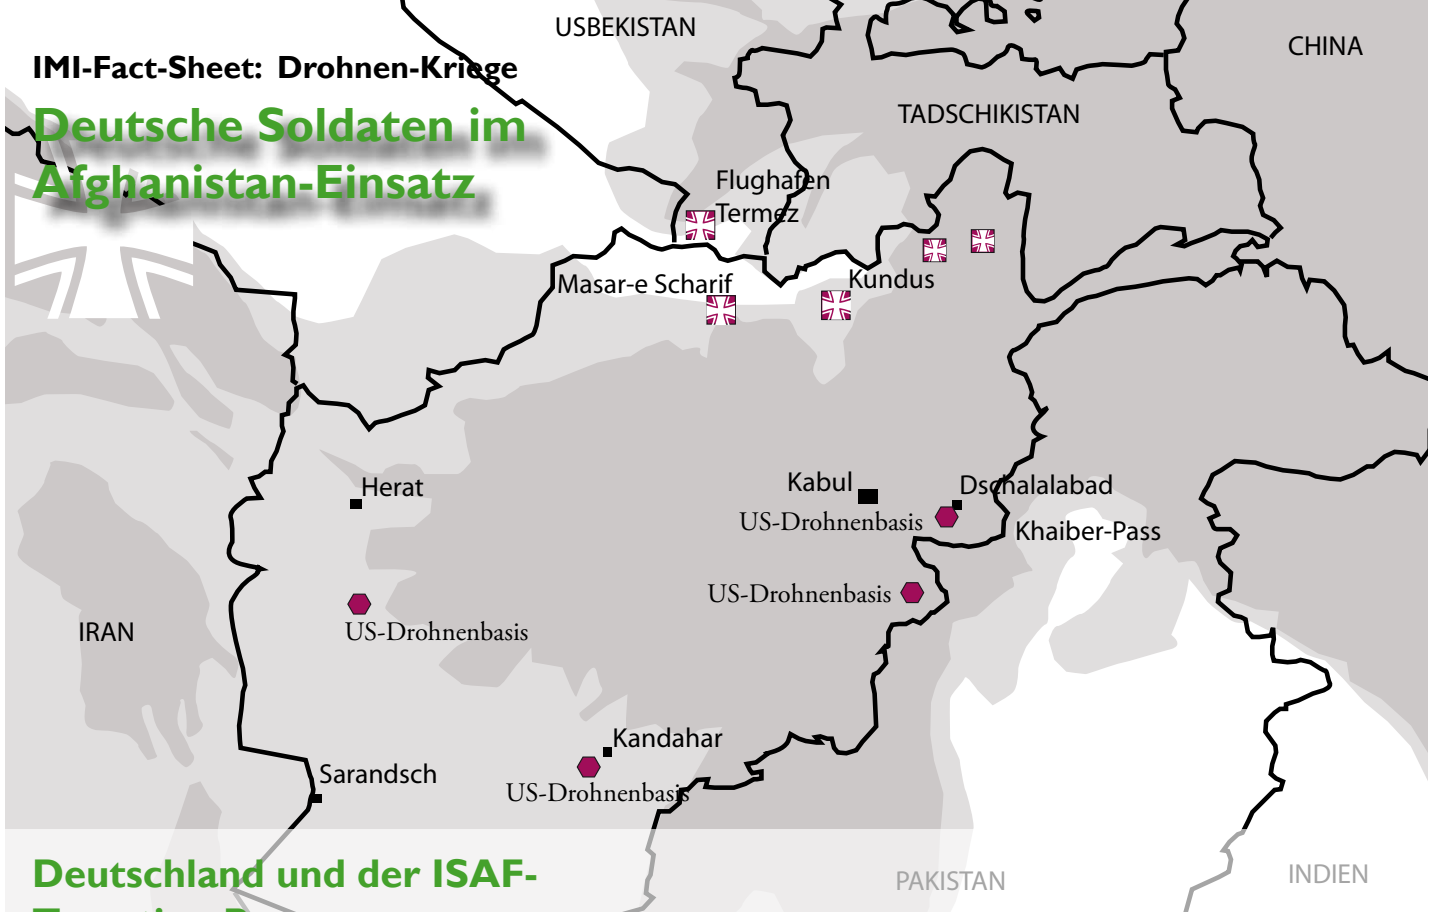 USBEKISTAN
CHINA
IMI-Fact-Sheet: Drohnen-Kriege
Deutsche Soldaten im
Afghanistan-Einsatz
TADSCHIKISTAN
Flughafen
Termez
Masar-e Scharif
Kundus
Herat
Kabul
Dschalalabad
US-Drohnenbasis
Khaiber-Pass
US-Drohnenbasis
IRAN
US-Drohnenbasis
Kandahar
Sarandsch
US-Drohnenbasis
Deutschland und der ISAF-
PAKISTAN
INDIEN